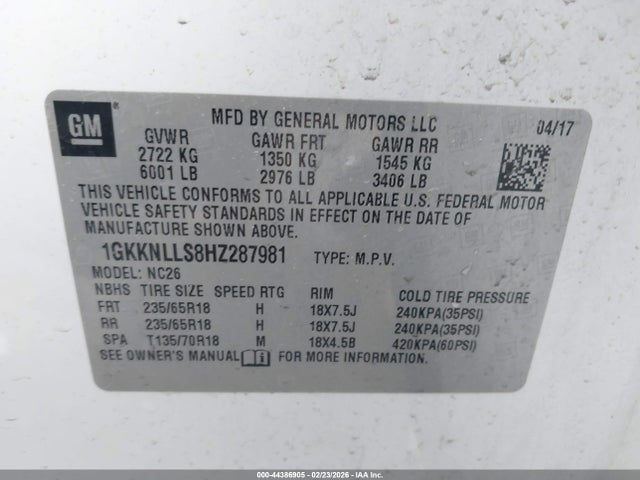 GM ®
MFD BY GENERAL MOTORS LLC 04/17
GVWR GAWR FRT GAWR RR
2722 KG 1350 KG 1545 KG
6001 LB 2976 LB 3406 LB
THIS VEHICLE CONFORMS TO ALL APPLICABLE U.S. FEDERAL MOTOR
VEHICLE SAFETY STANDARDS IN EFFECT ON THE DATE OF
MANUFACTURE SHOWN ABOVE.
1GKKNLLS8HZ287981 TYPE: M.P.V.
MODEL: NC26
NBHS TIRE SIZE SPEED RTG RIM COLD TIRE PRESSURE
FRT 235/65R18 H 18X7.5J 240KPA(35PSI)
RR 235/65R18 H 18X7.5J 240KPA(35PSI)
SPA T135/70R18 M 18X4.5B 420KPA(60PSI)
SEE OWNER'S MANUAL i FOR MORE INFORMATION.
000-44386905 - 02/23/2026 - IAA Inc.